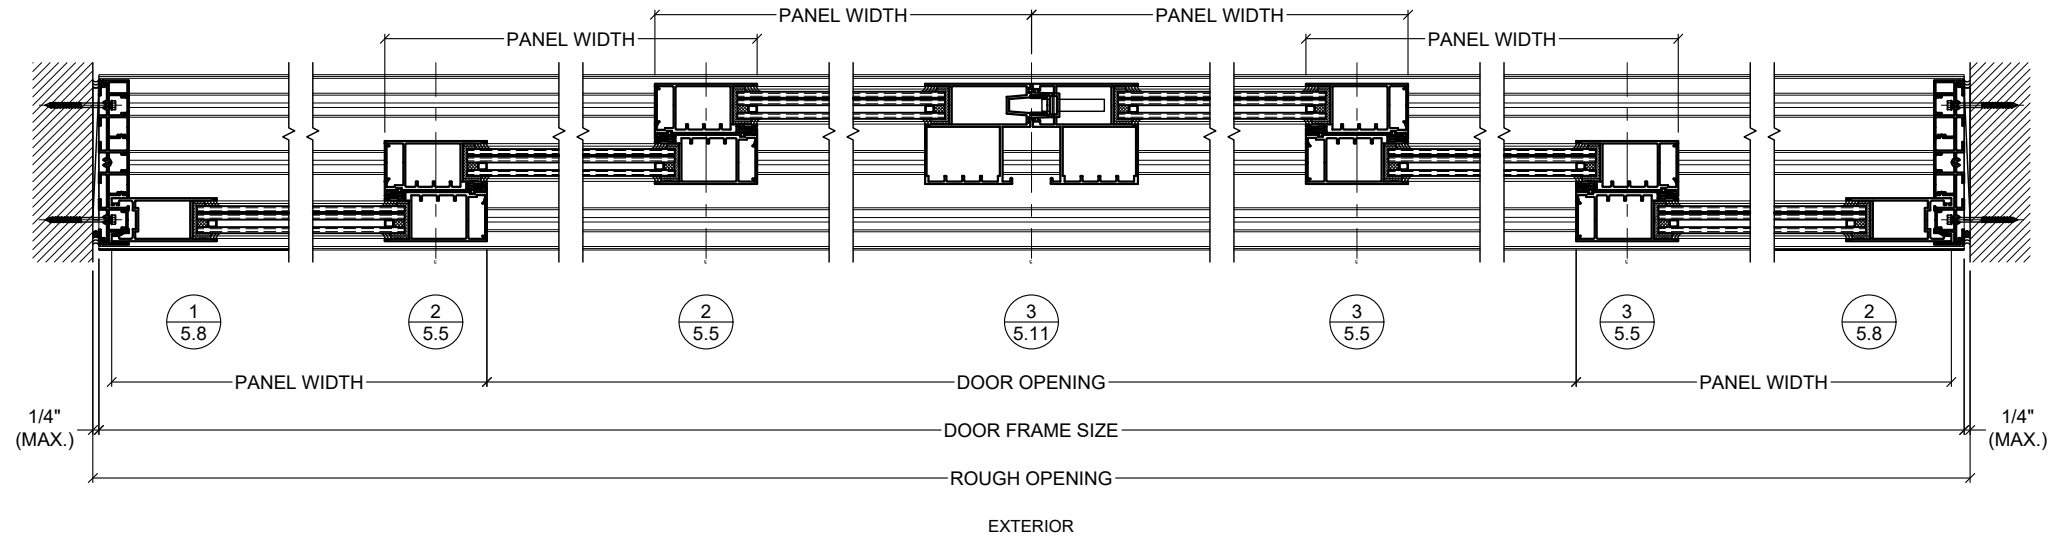 PANEL WIDTH PANEL WIDTH
PANEL WIDTH PANEL WIDTH
1 2 2 3 3 3 2
5.8 5.5 5.5 5.11 5.5 5.5 5.8
PANEL WIDTH DOOR OPENING PANEL WIDTH
1/4" 1/4"
(MAX.) DOOR FRAME SIZE (MAX.)
ROUGH OPENING
EXTERIOR